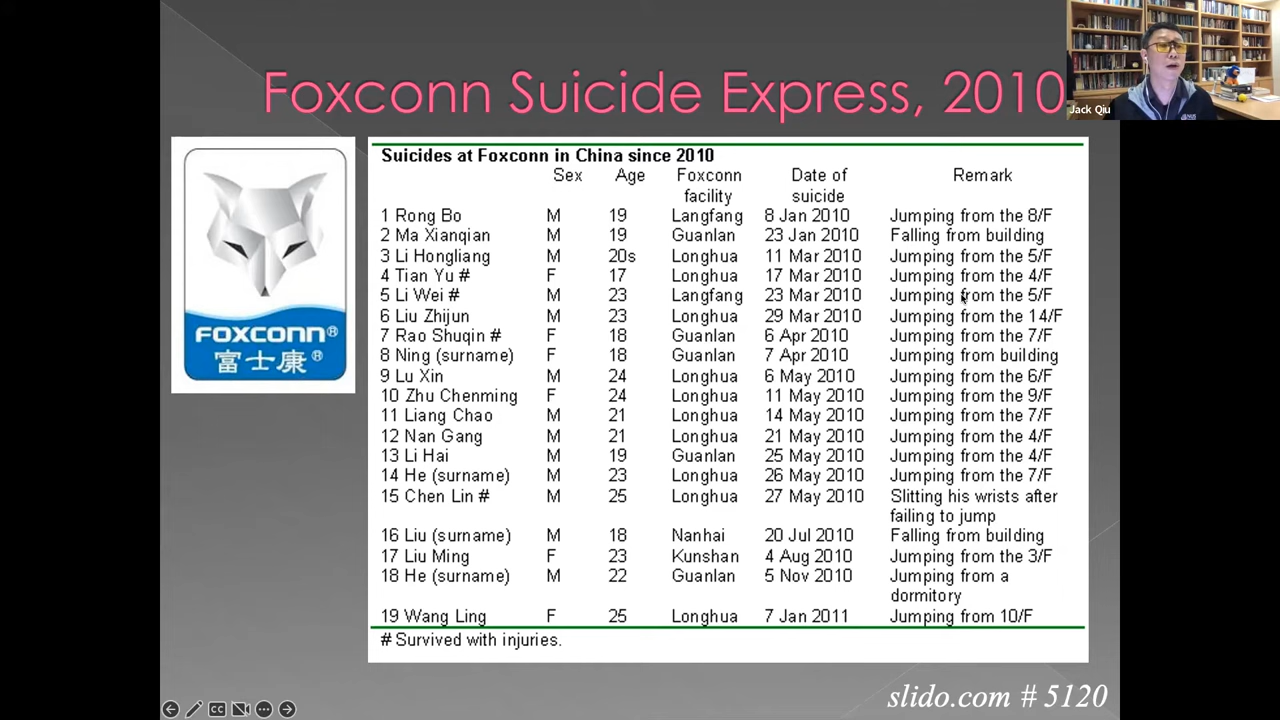 Foxconn Suicide Express, 2010
Jack Qiu
FOXCONN®
富士康®
Suicides at Foxconn in China since 2010
Sex Age Foxconn facility Date of suicide Remark
1 Rong Bo M 19 Langfang 8 Jan 2010 Jumping from the 8/F
2 Ma Xianqian M 19 Guanlan 23 Jan 2010 Falling from building
3 Li Hongliang M 20s Longhua 11 Mar 2010 Jumping from the 5/F
4 Tian Yu # F 17 Longhua 17 Mar 2010 Jumping from the 4/F
5 Li Wei # M 23 Langfang 23 Mar 2010 Jumping from the 5/F
6 Liu Zhijun M 23 Longhua 29 Mar 2010 Jumping from the 14/F
7 Rao Shuqin # F 18 Guanlan 6 Apr 2010 Jumping from the 7/F
8 Ning (surname) F 18 Guanlan 7 Apr 2010 Jumping from building
9 Lu Xin M 24 Longhua 6 May 2010 Jumping from the 6/F
10 Zhu Chenming F 24 Longhua 11 May 2010 Jumping from the 9/F
11 Liang Chao M 21 Longhua 14 May 2010 Jumping from the 7/F
12 Nan Gang M 21 Longhua 21 May 2010 Jumping from the 4/F
13 Li Hai M 19 Guanlan 25 May 2010 Jumping from the 4/F
14 He (surname) M 23 Longhua 26 May 2010 Jumping from the 7/F
15 Chen Lin # M 25 Longhua 27 May 2010 Slitting his wrists after
failing to jump
16 Liu (surname) M 18 Nanhai 20 Jul 2010 Falling from building
17 Liu Ming F 23 Kunshan 4 Aug 2010 Jumping from the 3/F
18 He (surname) M 22 Guanlan 5 Nov 2010 Jumping from a
dormitory
19 Wang Ling F 25 Longhua 7 Jan 2011 Jumping from 10/F
# Survived with injuries.
CC
slido.com # 5120